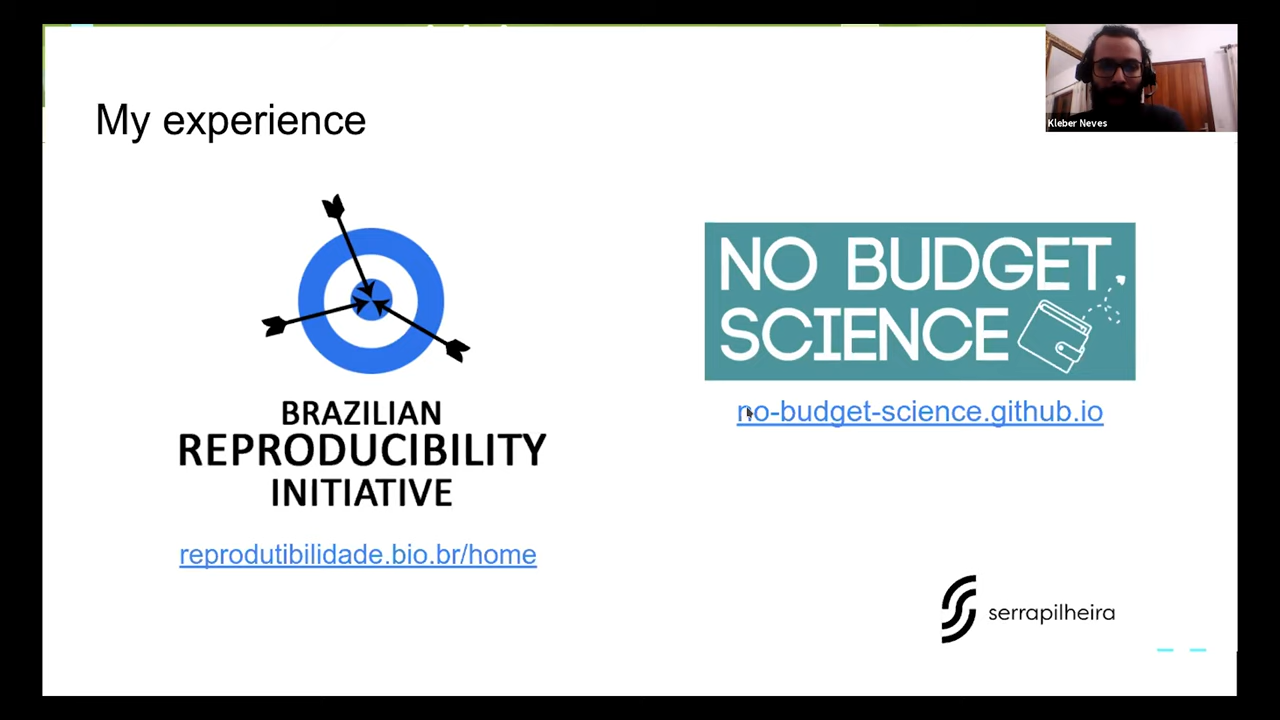 My experience
Kleber Neves
BRAZILIAN
REPRODUCIBILITY
INITIATIVE
reprodutibilidade.bio.br/home
NO BUDGET
SCIENCE
no-budget-science.github.io
serrapilheira